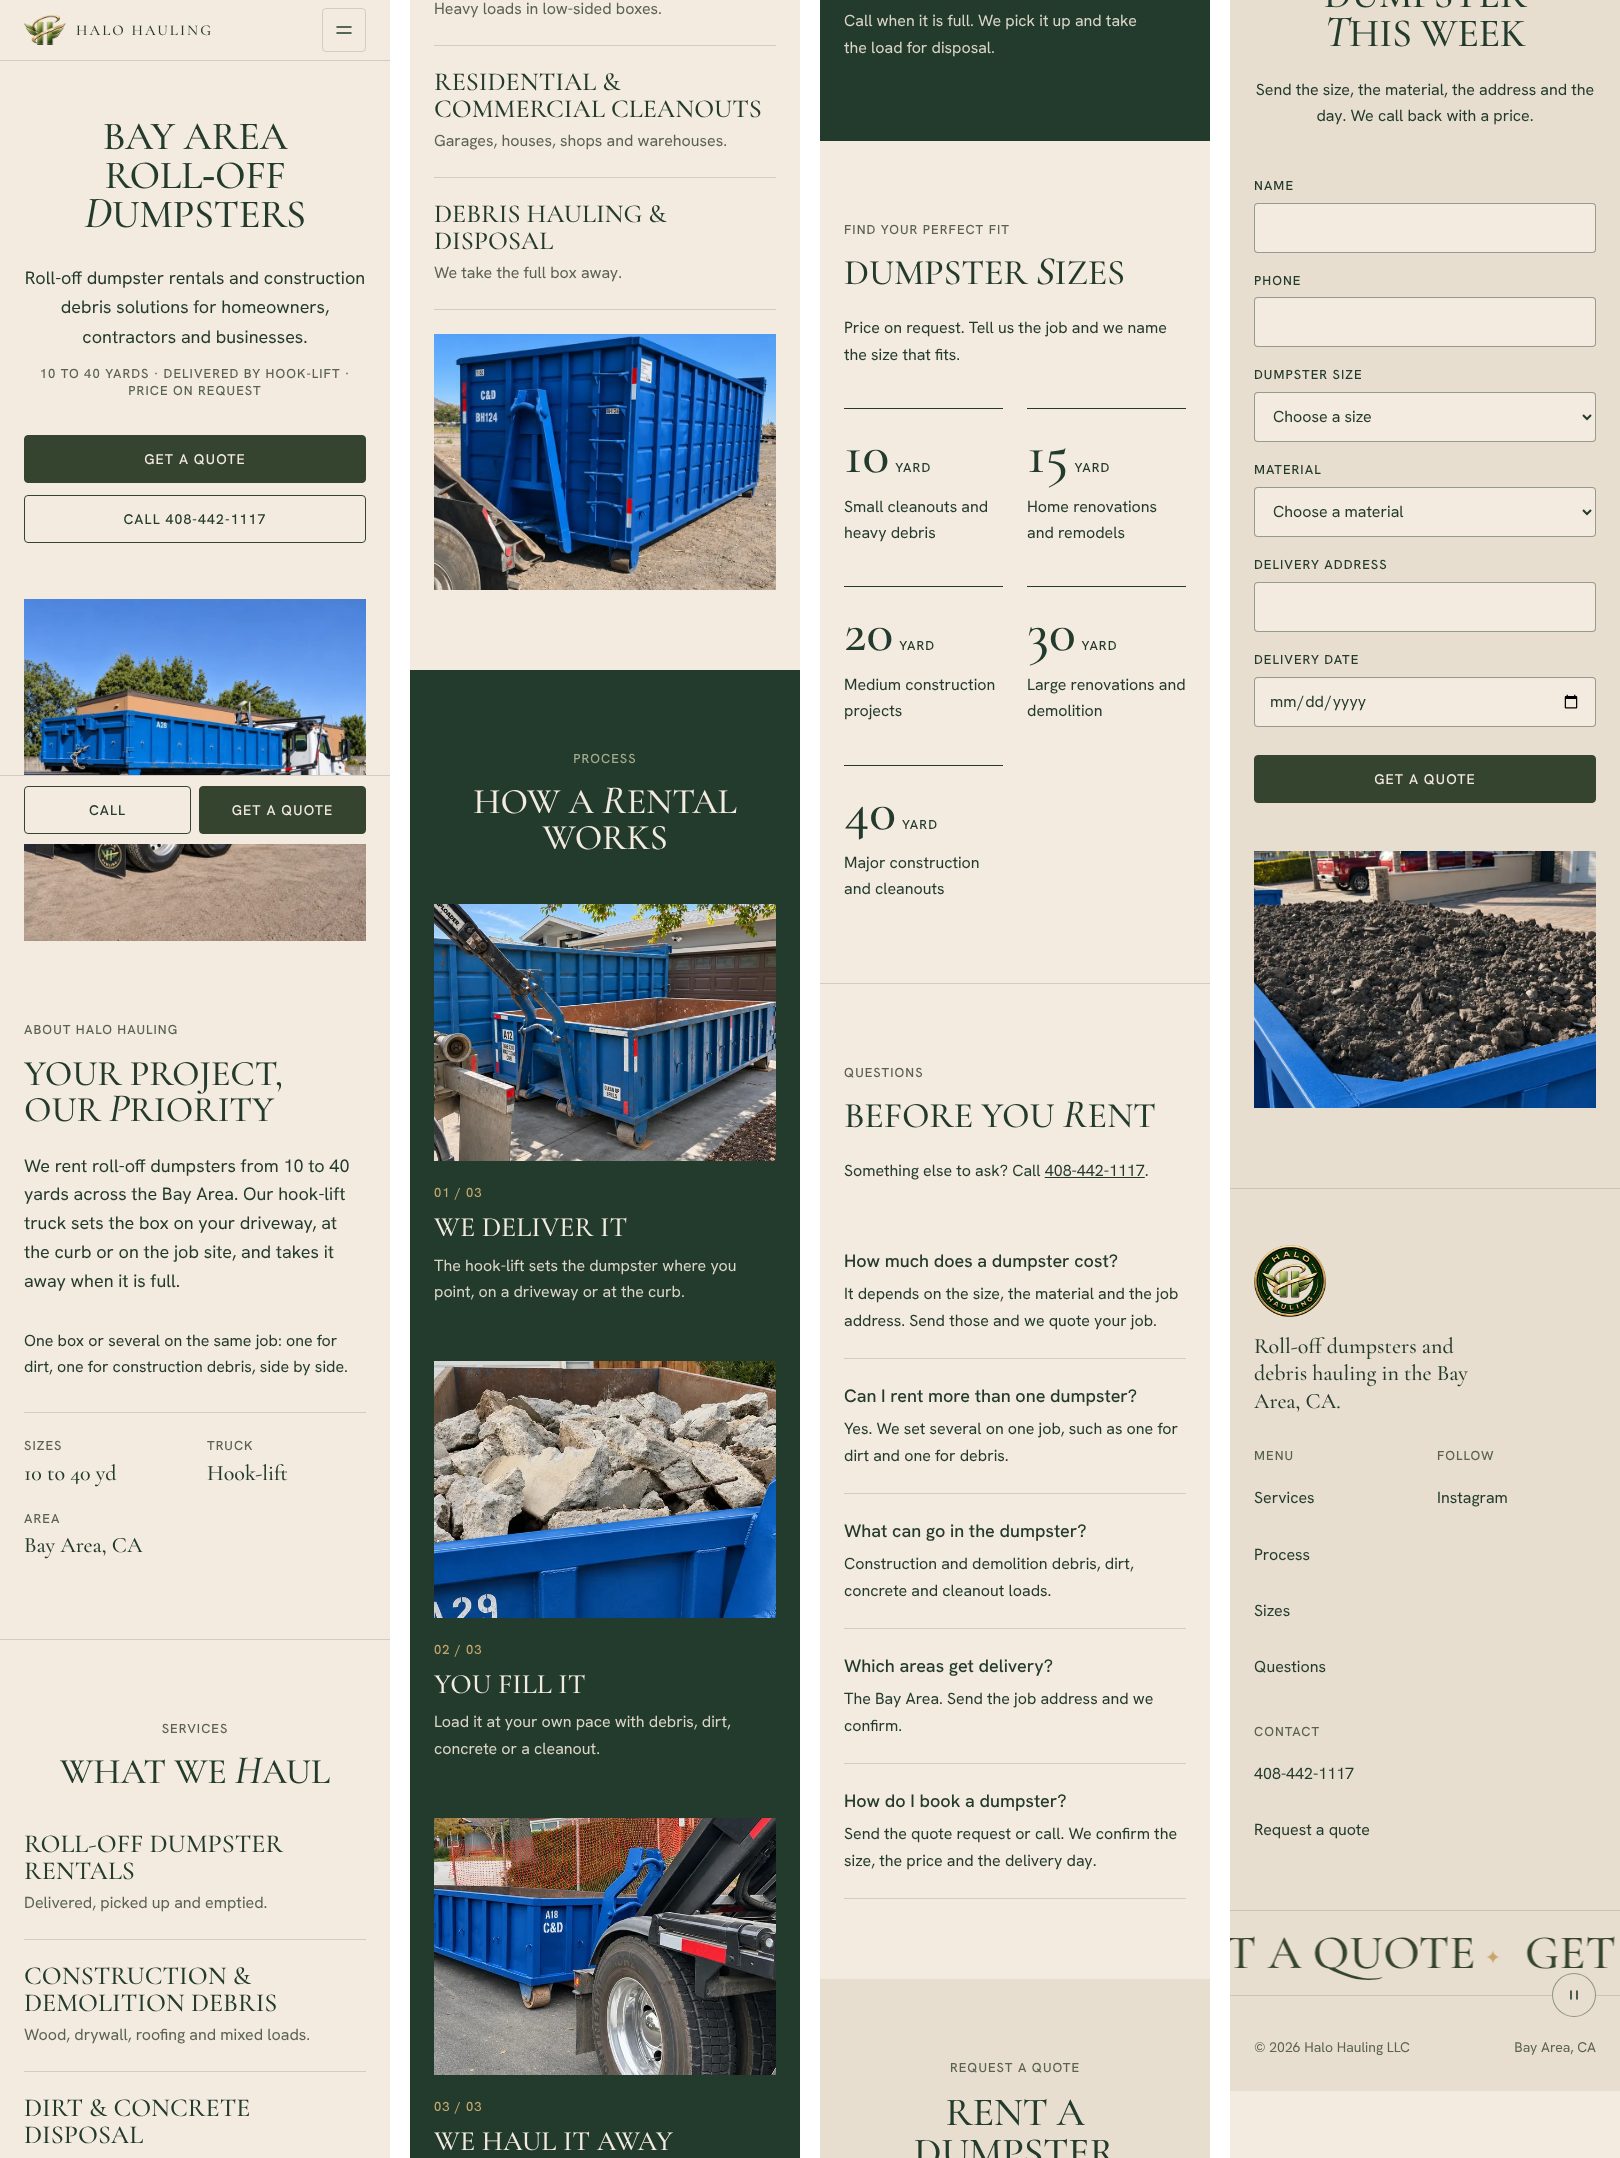 HALO HAULING
BAY AREA
ROLL-OFF
DUMPSTERS
Roll-off dumpster rentals and construction
debris solutions for homeowners,
contractors and businesses.
10 TO 40 YARDS · DELIVERED BY HOOK-LIFT ·
PRICE ON REQUEST
GET A QUOTE
CALL 408-442-1117
A28
CALL
GET A QUOTE
ABOUT HALO HAULING
YOUR PROJECT,
OUR PRIORITY
We rent roll-off dumpsters from 10 to 40
yards across the Bay Area. Our hook-lift
truck sets the box on your driveway, at
the curb or on the job site, and takes it
away when it is full.
One box or several on the same job: one for
dirt, one for construction debris, side by side.
SIZES
10 to 40 yd
TRUCK
Hook-lift
AREA
Bay Area, CA
SERVICES
WHAT WE HAUL
ROLL-OFF DUMPSTER
RENTALS
Delivered, picked up and emptied.
CONSTRUCTION &
DEMOLITION DEBRIS
Wood, drywall, roofing and mixed loads.
DIRT & CONCRETE
DISPOSAL
Heavy loads in low-sided boxes.
RESIDENTIAL &
COMMERCIAL CLEANOUTS
Garages, houses, shops and warehouses.
DEBRIS HAULING &
DISPOSAL
We take the full box away.
C&D
BH124
PROCESS
HOW A RENTAL
WORKS
A12
01 / 03
WE DELIVER IT
The hook-lift sets the dumpster where you
point, on a driveway or at the curb.
A29
02 / 03
YOU FILL IT
Load it at your own pace with debris, dirt,
concrete or a cleanout.
A18
C&D
03 / 03
WE HAUL IT AWAY
Call when it is full. We pick it up and take
the load for disposal.
FIND YOUR PERFECT FIT
DUMPSTER SIZES
Price on request. Tell us the job and we name
the size that fits.
10 YARD
Small cleanouts and
heavy debris
15 YARD
Home renovations
and remodels
20 YARD
Medium construction
projects
30 YARD
Large renovations and
demolition
40 YARD
Major construction
and cleanouts
QUESTIONS
BEFORE YOU RENT
Something else to ask? Call 408-442-1117.
How much does a dumpster cost?
It depends on the size, the material and the job
address. Send those and we quote your job.
Can I rent more than one dumpster?
Yes. We set several on one job, such as one for
dirt and one for debris.
What can go in the dumpster?
Construction and demolition debris, dirt,
concrete and cleanout loads.
Which areas get delivery?
The Bay Area. Send the job address and we
confirm.
How do I book a dumpster?
Send the quote request or call. We confirm the
size, the price and the delivery day.
REQUEST A QUOTE
RENT A
DUMPSTER
DUMPSTER
THIS WEEK
Send the size, the material, the address and the
day. We call back with a price.
NAME
PHONE
DUMPSTER SIZE
Choose a size
MATERIAL
Choose a material
DELIVERY ADDRESS
DELIVERY DATE
mm/dd/yyyy
GET A QUOTE
HALO
HAULING
Roll-off dumpsters and
debris hauling in the Bay
Area, CA.
MENU
Services
Process
Sizes
Questions
FOLLOW
Instagram
CONTACT
408-442-1117
Request a quote
T A QUOTE ✦ GET
© 2026 Halo Hauling LLC
Bay Area, CA